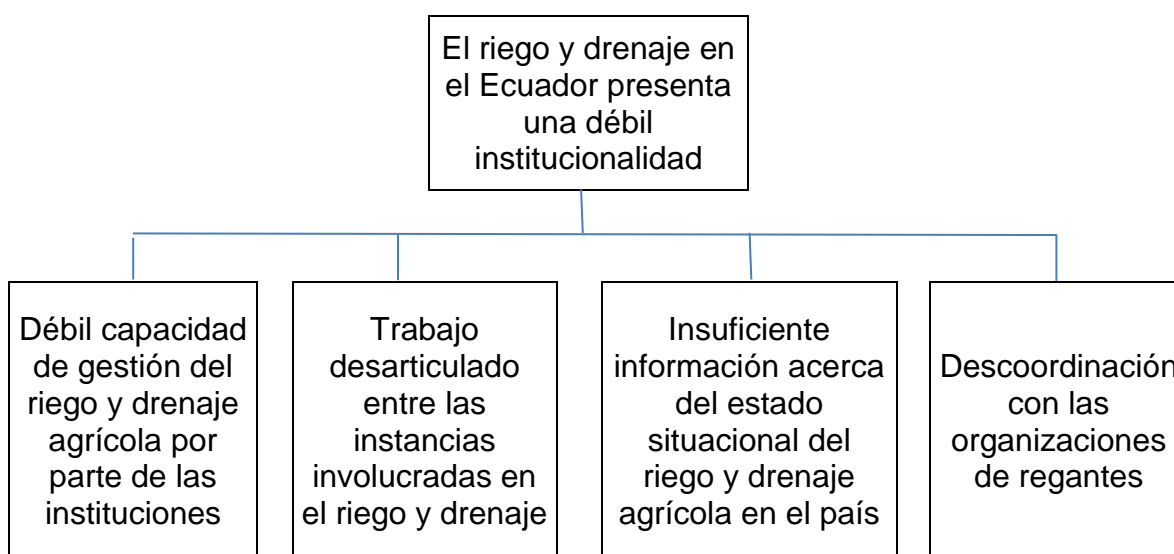 El riego y drenaje en
el Ecuador presenta
una débil
institucionalidad
Débil capacidad
de gestión del
riego y drenaje
agrícola por
parte de las
instituciones
Trabajo
desarticulado
entre las
instancias
involucradas en
el riego y drenaje
Insuficiente
información acerca
del estado
situacional del
riego y drenaje
agrícola en el país
Descoordinación
con las
organizaciones
de regantes